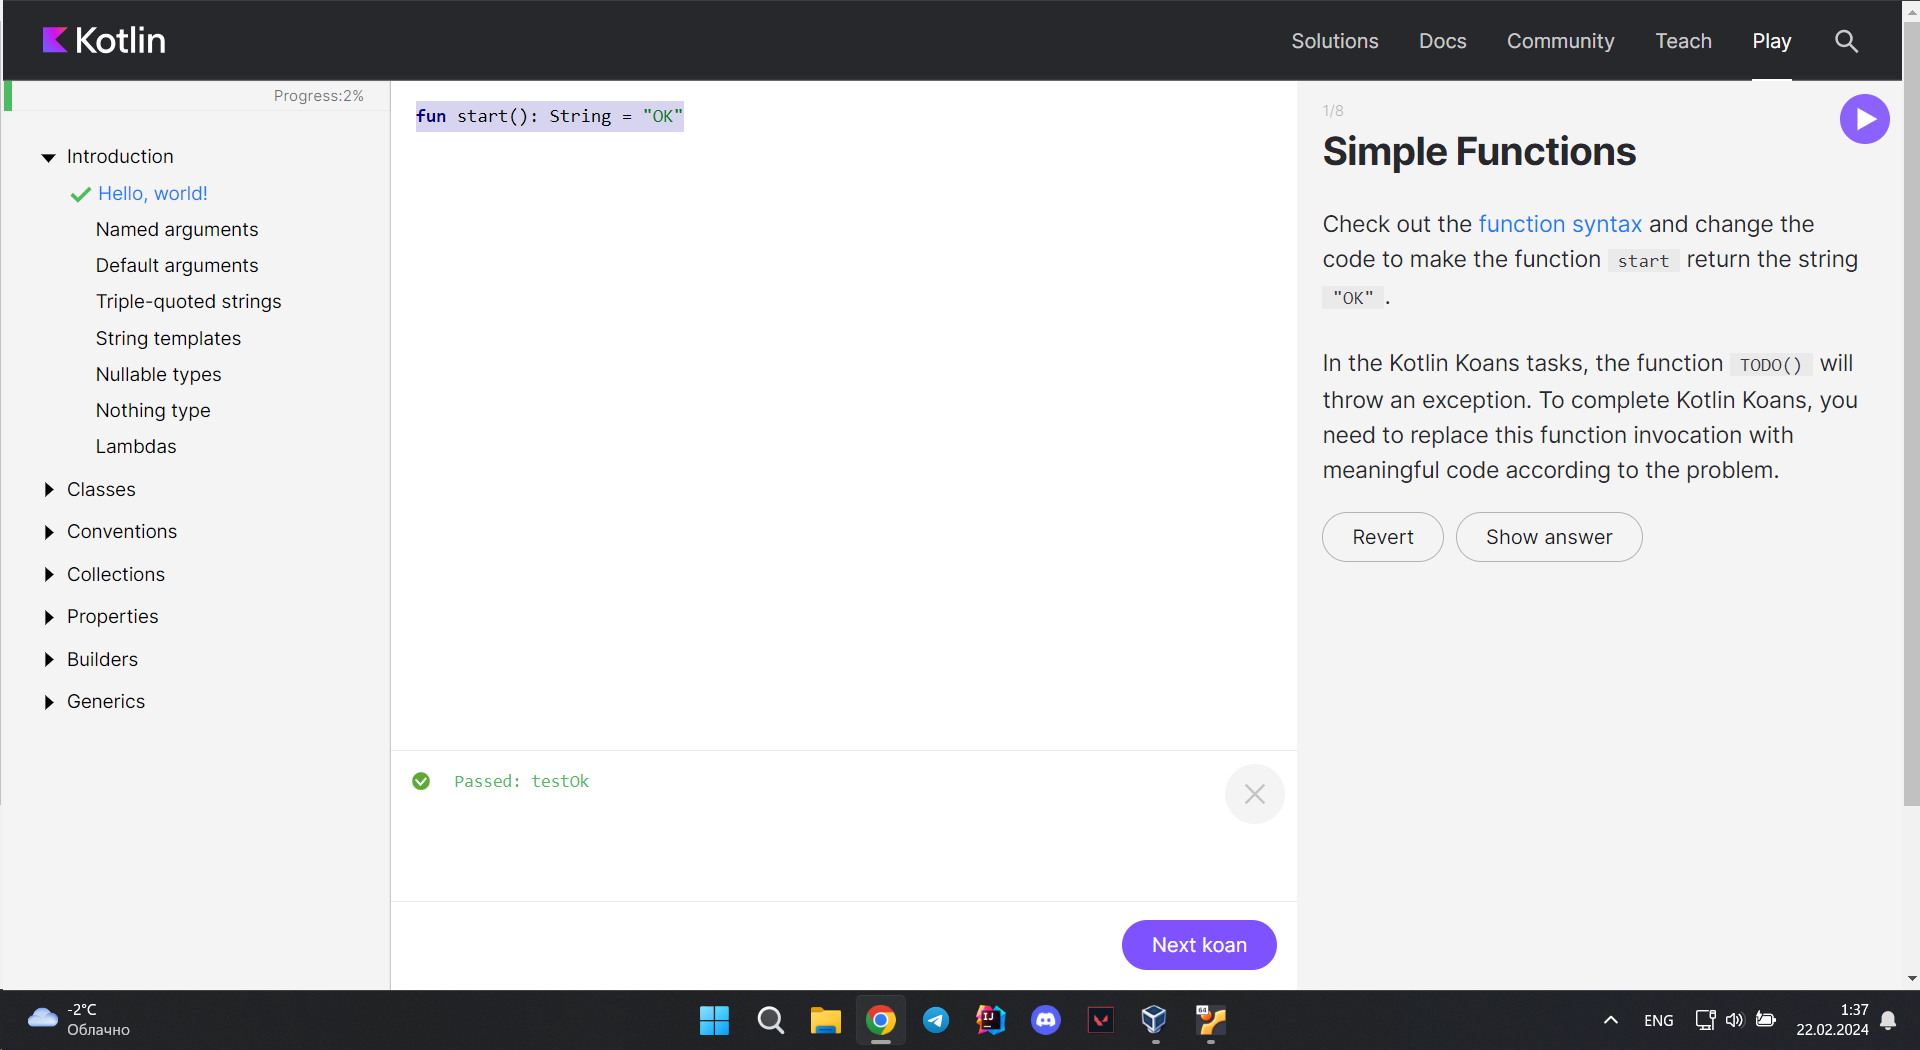 Kotlin
Solutions
Docs
Community
Teach
Play
Progress:2%
Introduction
Hello, world!
Named arguments
Default arguments
Triple-quoted strings
String templates
Nullable types
Nothing type
Lambdas
Classes
Conventions
Collections
Properties
Builders
Generics
fun start(): String = "OK"
Passed: testOk
Next koan
1/8
Simple Functions
Check out the function syntax and change the
code to make the function start return the string
"OK" .
In the Kotlin Koans tasks, the function TODO() will
throw an exception. To complete Kotlin Koans, you
need to replace this function invocation with
meaningful code according to the problem.
Revert
Show answer
-2°C
Облачно
IJ
64
ENG
1:37
22.02.2024